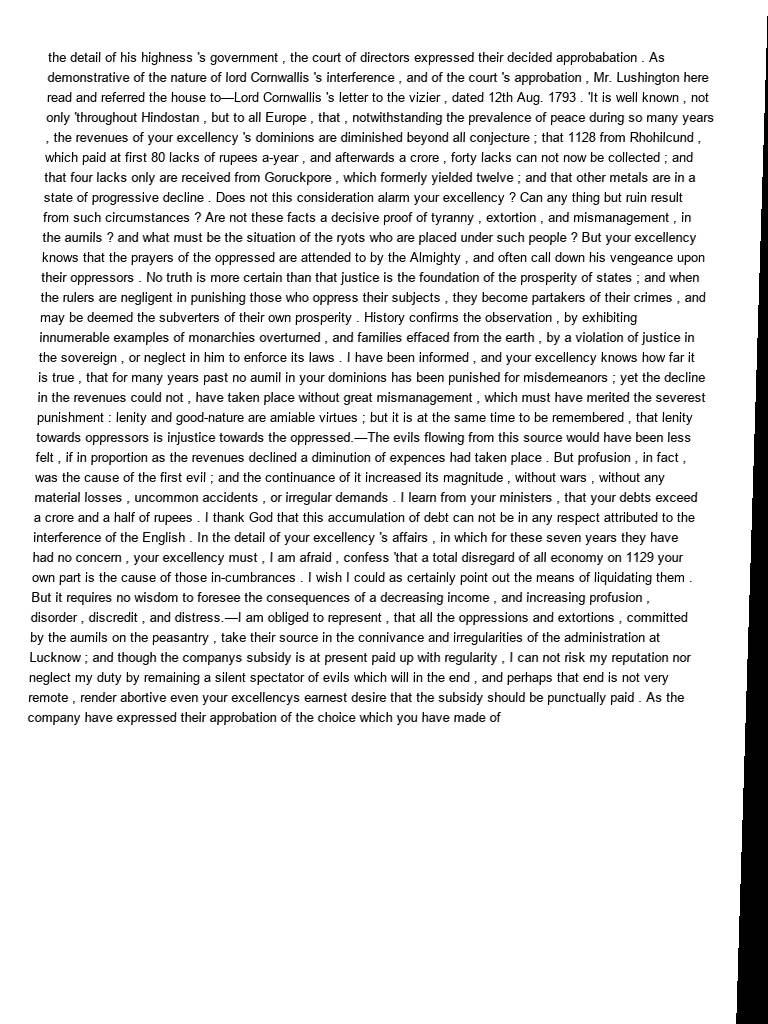 the detail of his highness 's government , the court of directors expressed their decided approbabation . As
demonstrative of the nature of lord Cornwallis 's interference , and of the court 's approbation , Mr. Lushington here
read and referred the house to—Lord Cornwallis 's letter to the vizier , dated 12th Aug. 1793 . 'It is well known , not
only 'throughout Hindostan , but to all Europe , that , notwithstanding the prevalence of peace during so many years
, the revenues of your excellency 's dominions are diminished beyond all conjecture ; that 1128 from Rhohilcund ,
which paid at first 80 lacks of rupees a-year , and afterwards a crore , forty lacks can not now be collected ; and
that four lacks only are received from Goruckpore , which formerly yielded twelve ; and that other metals are in a
state of progressive decline . Does not this consideration alarm your excellency ? Can any thing but ruin result
from such circumstances ? Are not these facts a decisive proof of tyranny , extortion , and mismanagement , in
the aumils ? and what must be the situation of the ryots who are placed under such people ? But your excellency
knows that the prayers of the oppressed are attended to by the Almighty , and often call down his vengeance upon
their oppressors . No truth is more certain than that justice is the foundation of the prosperity of states ; and when
the rulers are negligent in punishing those who oppress their subjects , they become partakers of their crimes , and
may be deemed the subverters of their own prosperity . History confirms the observation , by exhibiting
innumerable examples of monarchies overturned , and families effaced from the earth , by a violation of justice in
the sovereign , or neglect in him to enforce its laws . I have been informed , and your excellency knows how far it
is true , that for many years past no aumil in your dominions has been punished for misdemeanors ; yet the decline
in the revenues could not , have taken place without great mismanagement , which must have merited the severest
punishment : lenity and good-nature are amiable virtues ; but it is at the same time to be remembered , that lenity
towards oppressors is injustice towards the oppressed.—The evils flowing from this source would have been less
felt , if in proportion as the revenues declined a diminution of expences had taken place . But profusion , in fact ,
was the cause of the first evil ; and the continuance of it increased its magnitude , without wars , without any
material losses , uncommon accidents , or irregular demands . I learn from your ministers , that your debts exceed
a crore and a half of rupees . I thank God that this accumulation of debt can not be in any respect attributed to the
interference of the English . In the detail of your excellency 's affairs , in which for these seven years they have
had no concern , your excellency must , I am afraid , confess 'that a total disregard of all economy on 1129 your
own part is the cause of those in-cumbrances . I wish I could as certainly point out the means of liquidating them .
But it requires no wisdom to foresee the consequences of a decreasing income , and increasing profusion ,
disorder , discredit , and distress.—I am obliged to represent , that all the oppressions and extortions , committed
by the aumils on the peasantry , take their source in the connivance and irregularities of the administration at
Lucknow ; and though the companys subsidy is at present paid up with regularity , I can not risk my reputation nor
neglect my duty by remaining a silent spectator of evils which will in the end , and perhaps that end is not very
remote , render abortive even your excellencys earnest desire that the subsidy should be punctually paid . As the
company have expressed their approbation of the choice which you have made of